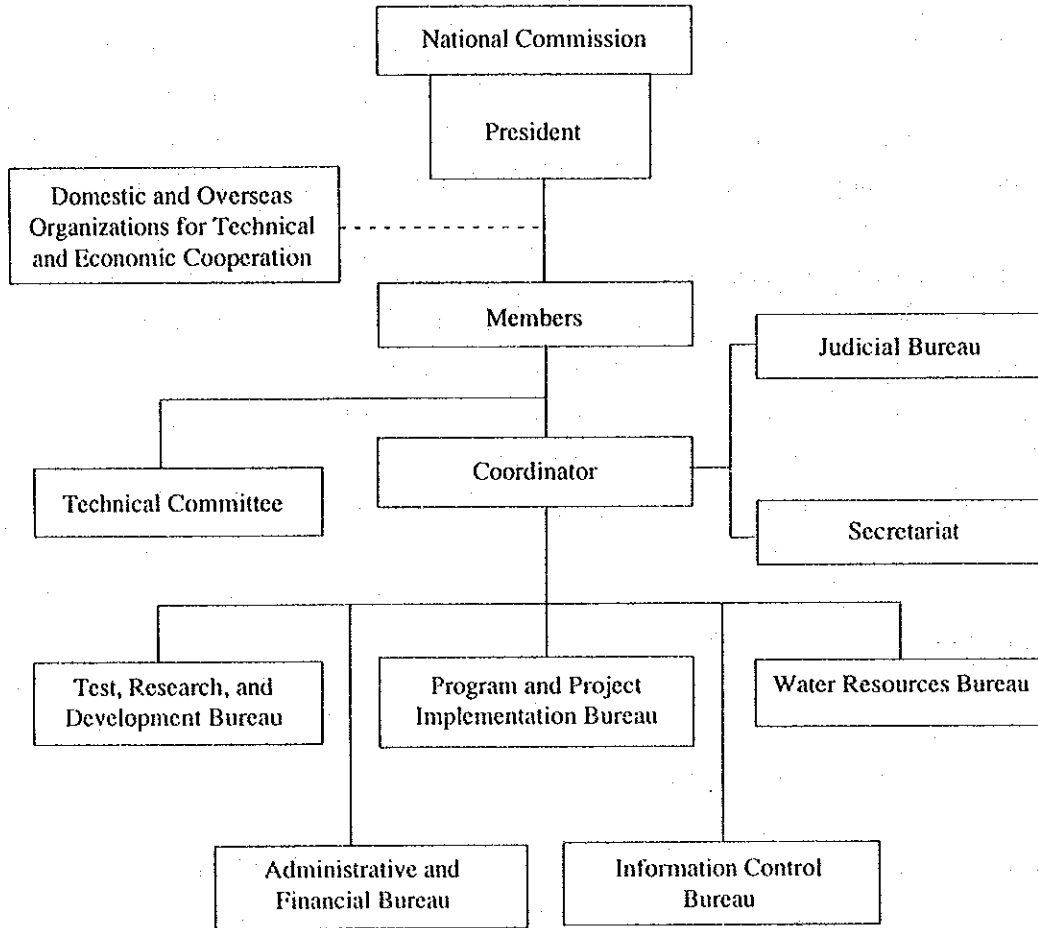 National Commission
President
Domestic and Overseas
Organizations for Technical
and Economic Cooperation
Members
Judicial Bureau
Coordinator
Technical Committee
Secretariat
Test, Research, and
Development Bureau
Program and Project
Implementation Bureau
Water Resources Bureau
Administrative and
Financial Bureau
Information Control
Bureau